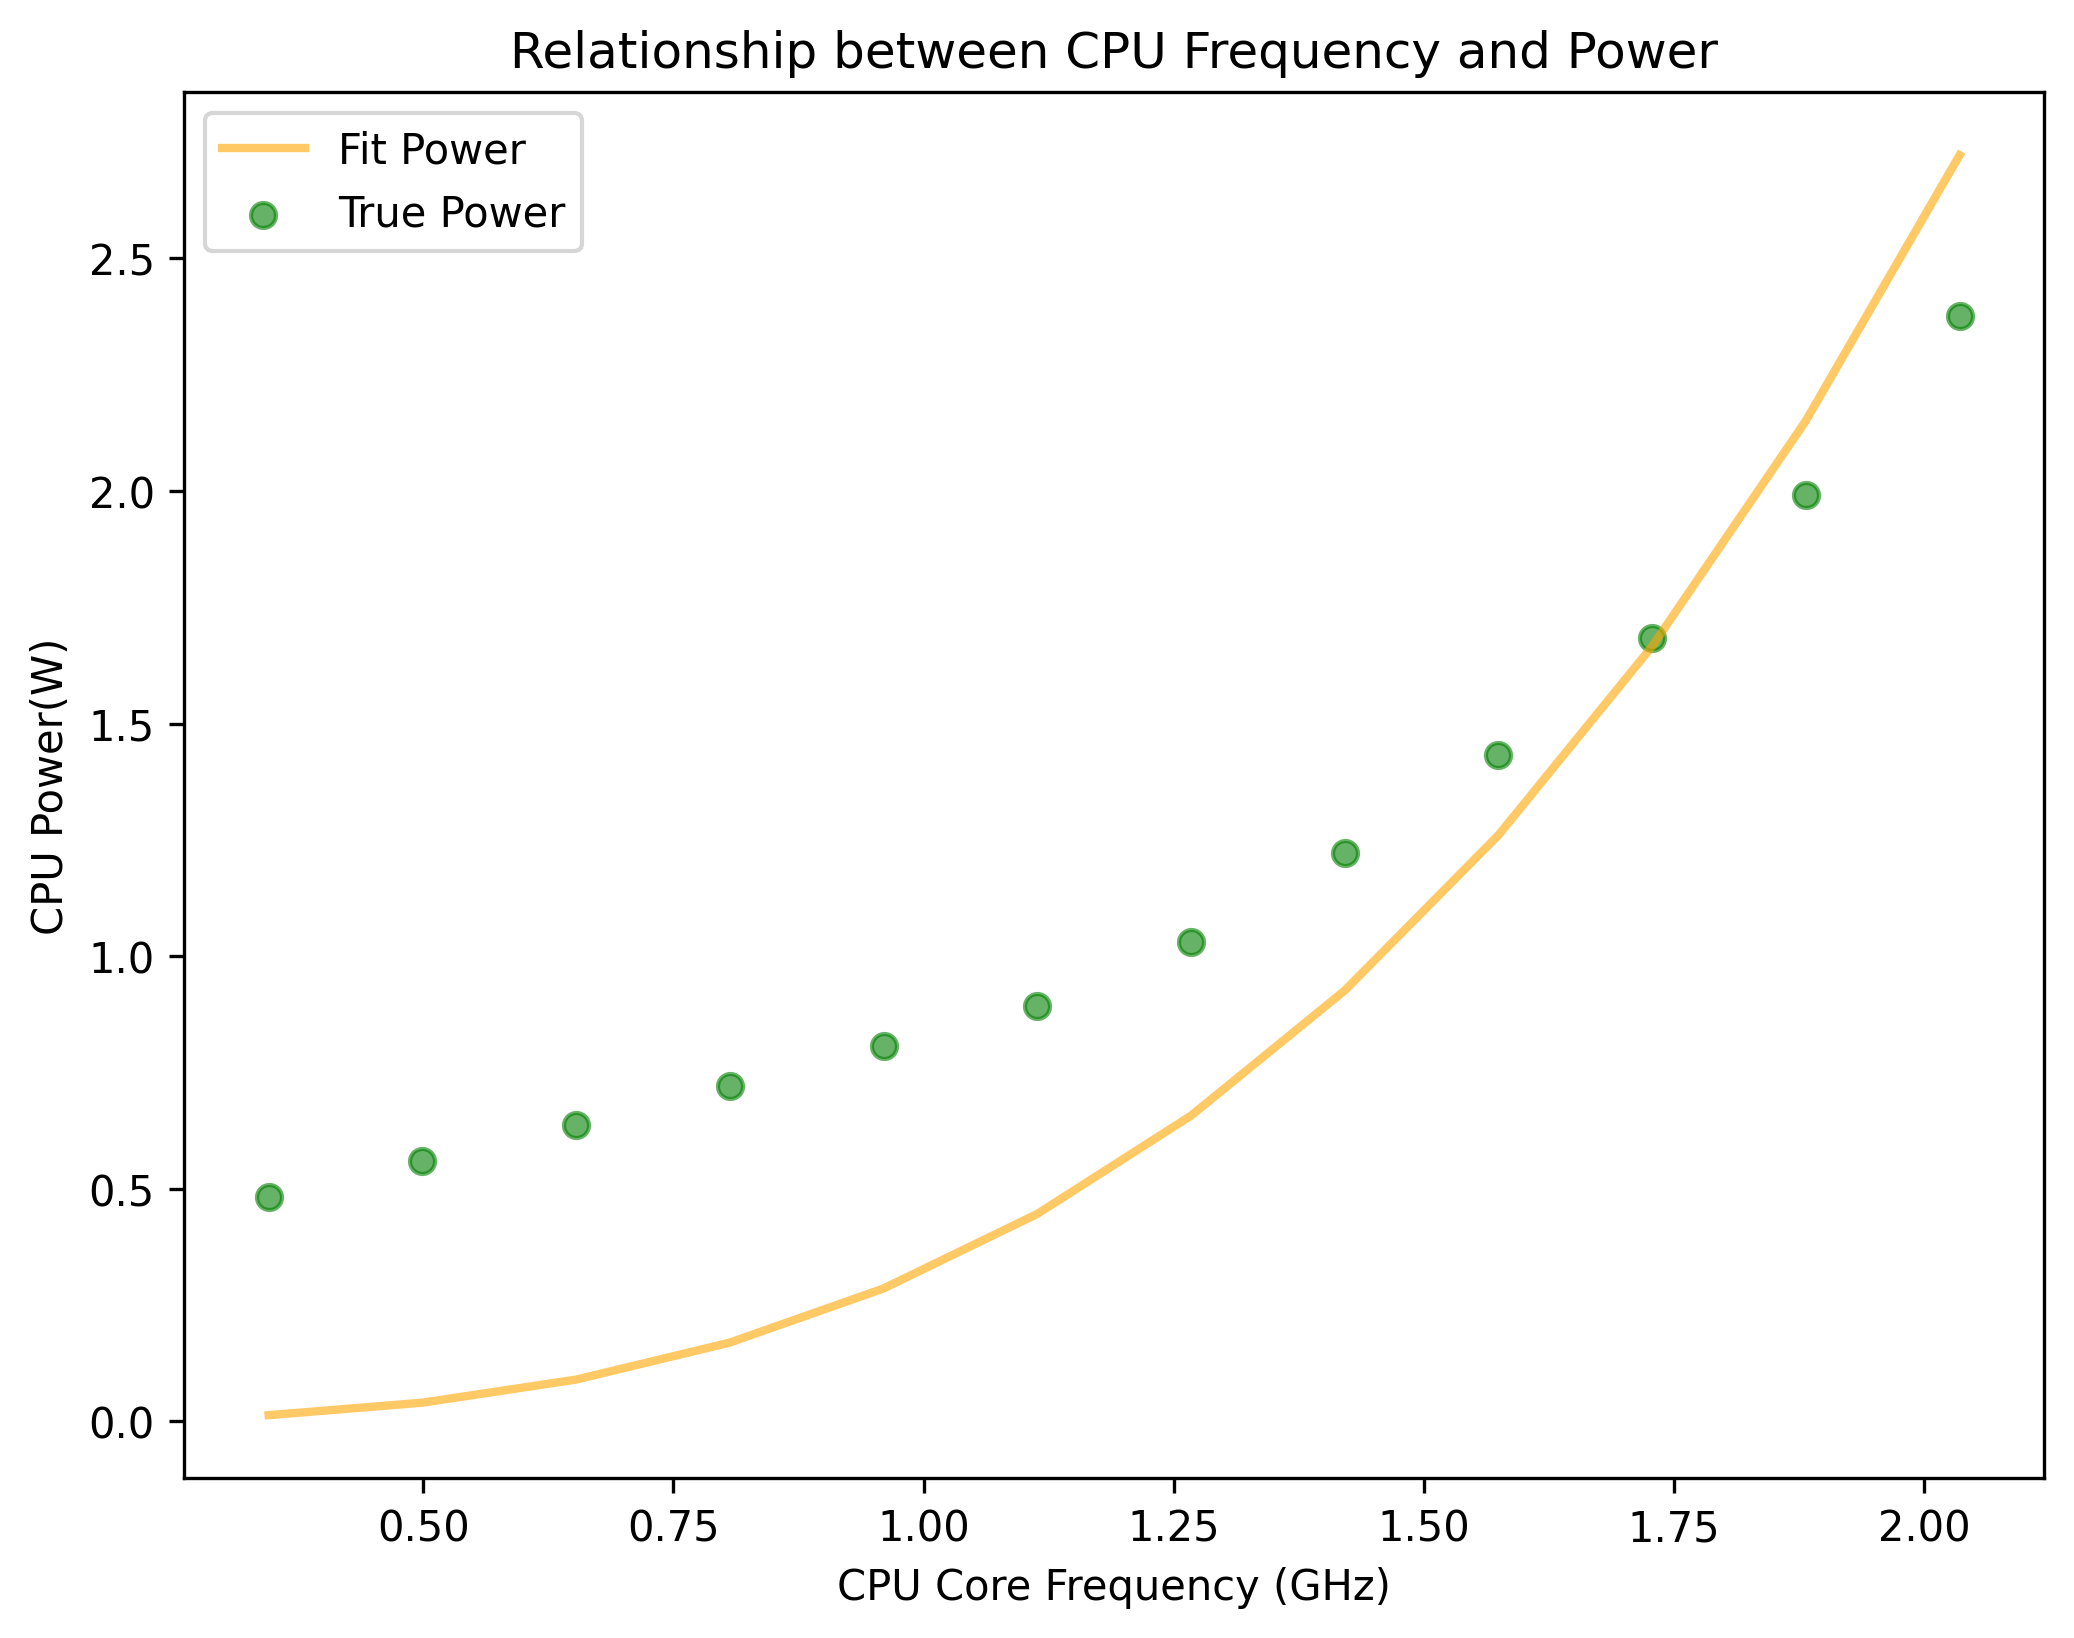 Relationship between CPU Frequency and Power
Fit Power
True Power
2.5
2.0
1.5
1.0
0.5
0.0
CPU Power(W)
0.50 0.75 1.00 1.25 1.50 1.75 2.00
CPU Core Frequency (GHz)